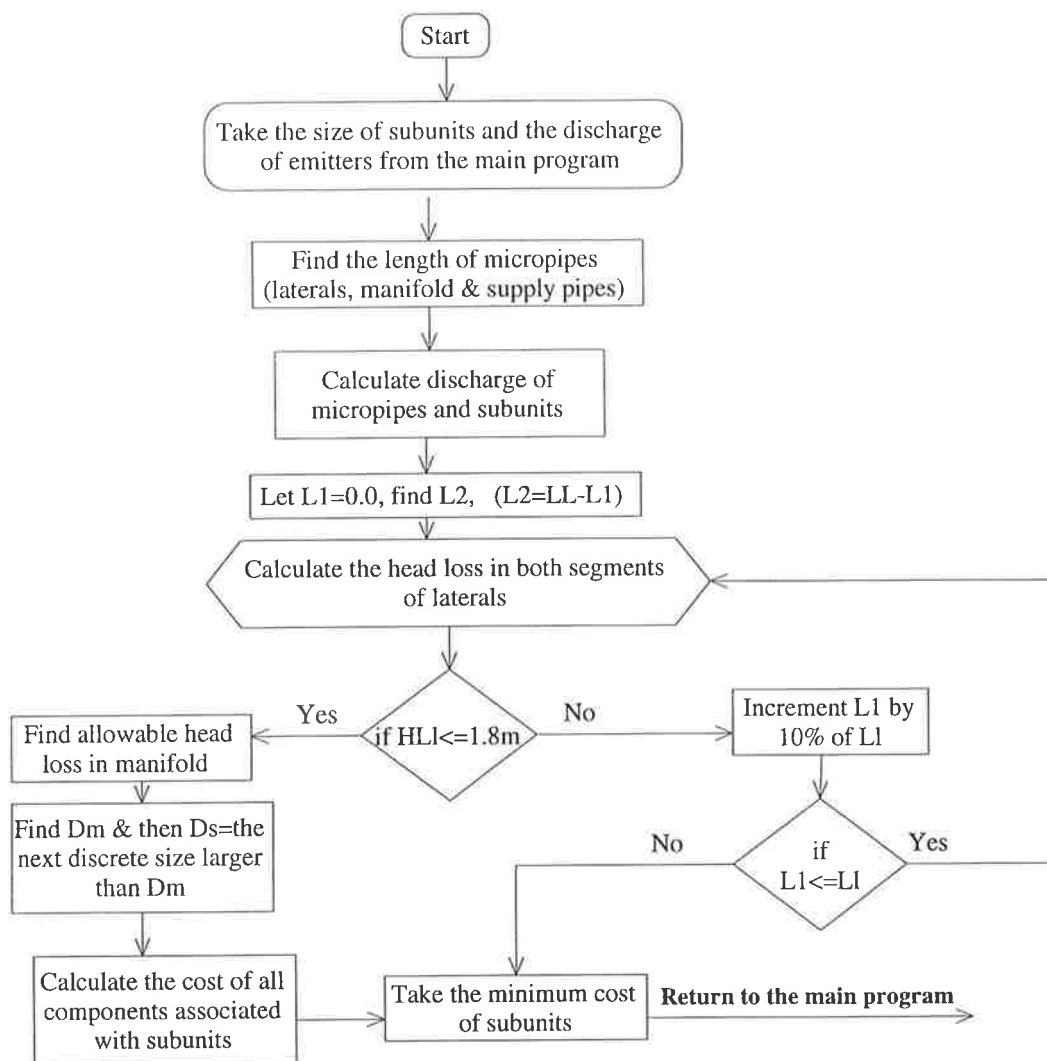 Start
Take the size of subunits and the discharge
of emitters from the main program
Find the length of micropipes
(laterals, manifold & supply pipes)
Calculate discharge of
micropipes and subunits
Let L1=0.0, find L2, (L2=LL-L1)
Calculate the head loss in both segments
of laterals
if HLl<=1.8m
Yes
No
Find allowable head
loss in manifold
Increment L1 by
10% of Ll
Find Dm & then Ds=the
next discrete size larger
than Dm
if
L1<=Ll
No
Yes
Calculate the cost of all
components associated
with subunits
Take the minimum cost
of subunits
Return to the main program